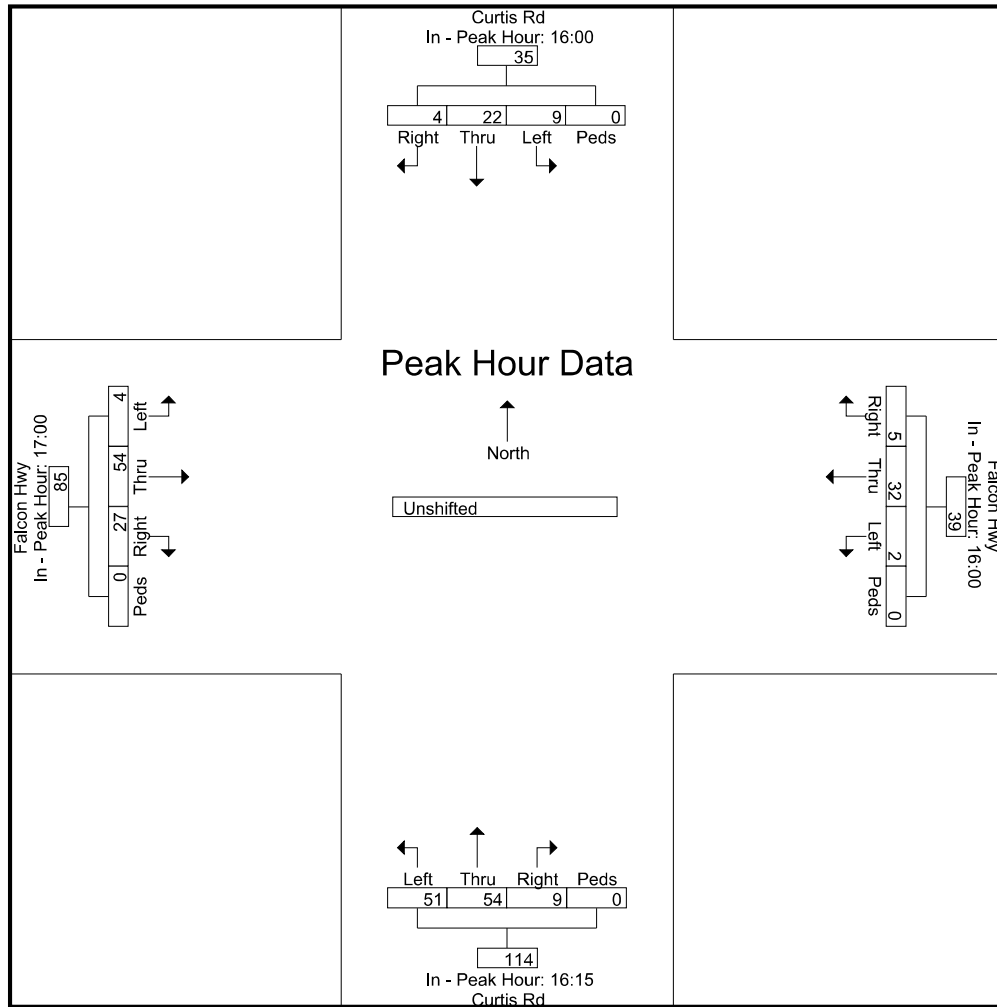 Curtis Rd
In - Peak Hour: 16:00
35
4 22 9 0
Right Thru Left Peds
Peak Hour Data
North
Unshifted
Falcon Hwy
In - Peak Hour: 17:00
85
4 54 27 0
Left Thru Right Peds
Falcon Hwy
In - Peak Hour: 16:00
39
5 32 2 0
Right Thru Left Peds
Left Thru Right Peds
51 54 9 0
114
In - Peak Hour: 16:15
Curtis Rd